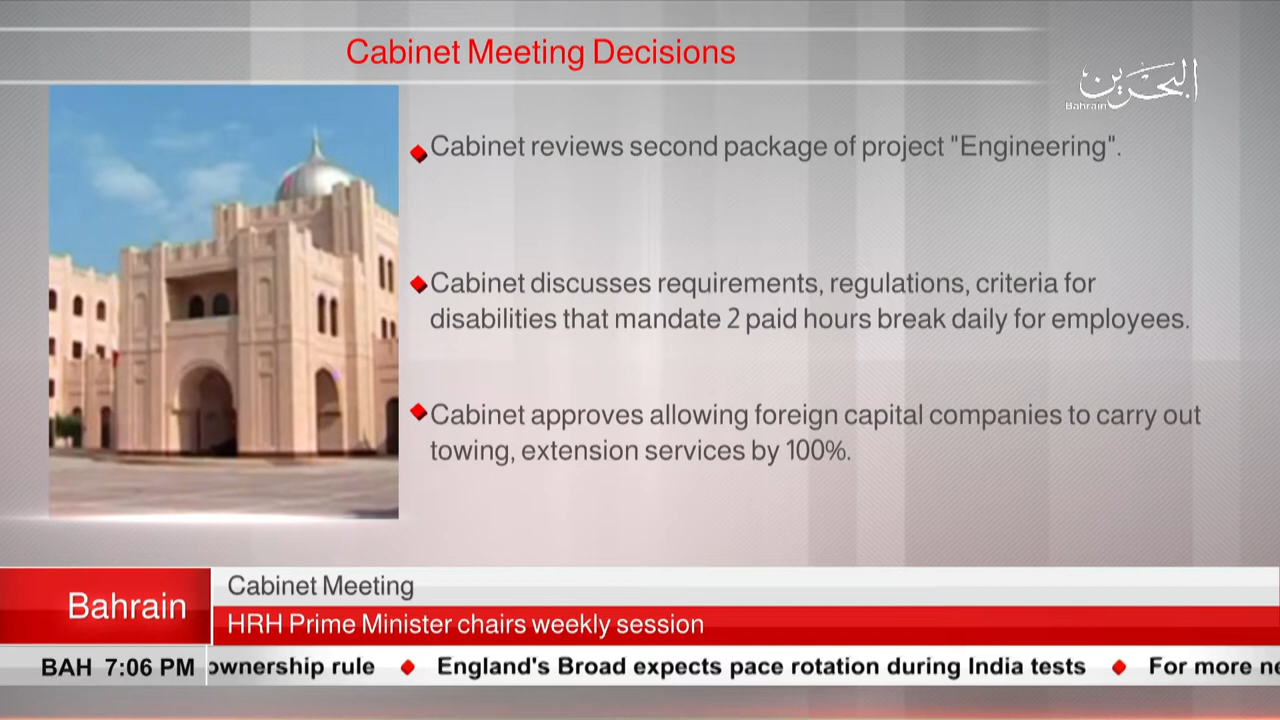 Cabinet Meeting Decisions
البحرين
Bahrain
Cabinet reviews second package of project "Engineering".
Cabinet discusses requirements, regulations, criteria for
disabilities that mandate 2 paid hours break daily for employees.
Cabinet approves allowing foreign capital companies to carry out
towing, extension services by 100%.
Bahrain
Cabinet Meeting
HRH Prime Minister chairs weekly session
BAH 7:06 PM
ownership rule ◆ England's Broad expects pace rotation during India tests ◆ For more